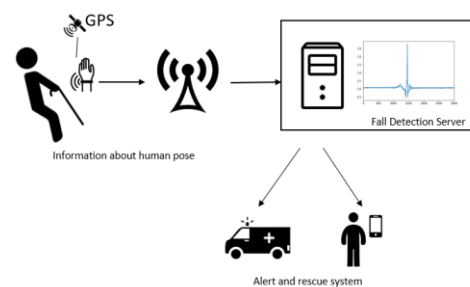 GPS
Information about human pose
Fall Detection Server
Alert and rescue system